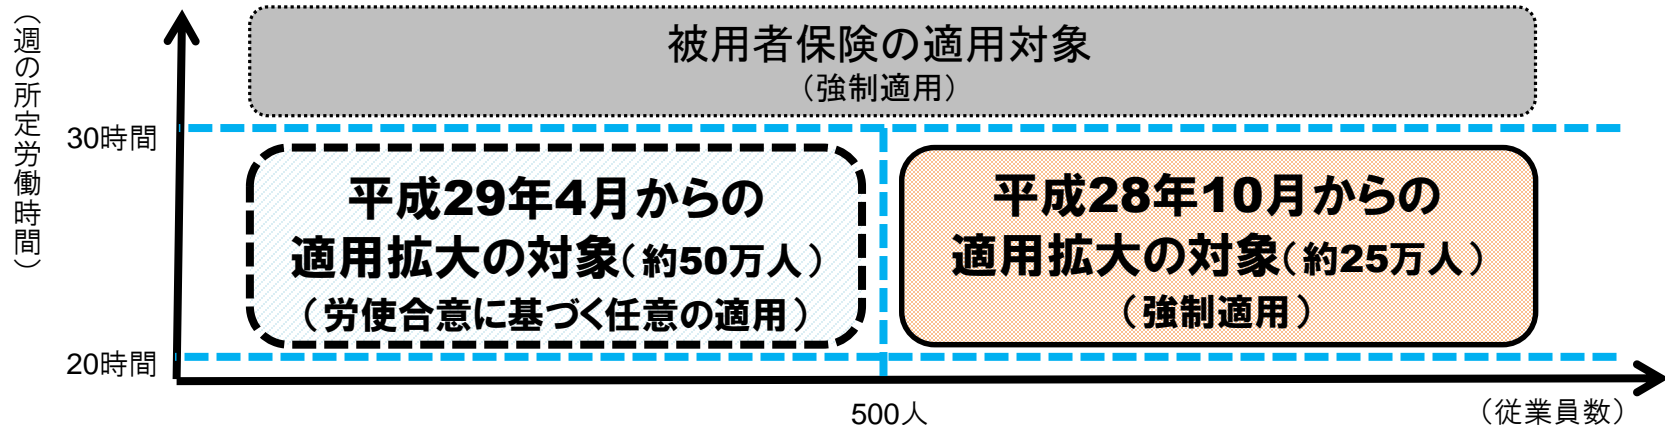 （週の所定労働時間）
被用者保険の適用対象
（強制適用）
30時間
平成29年4月からの
適用拡大の対象（約50万人）
（労使合意に基づく任意の適用）
平成28年10月からの
適用拡大の対象（約25万人）
（強制適用）
20時間
500人
（従業員数）